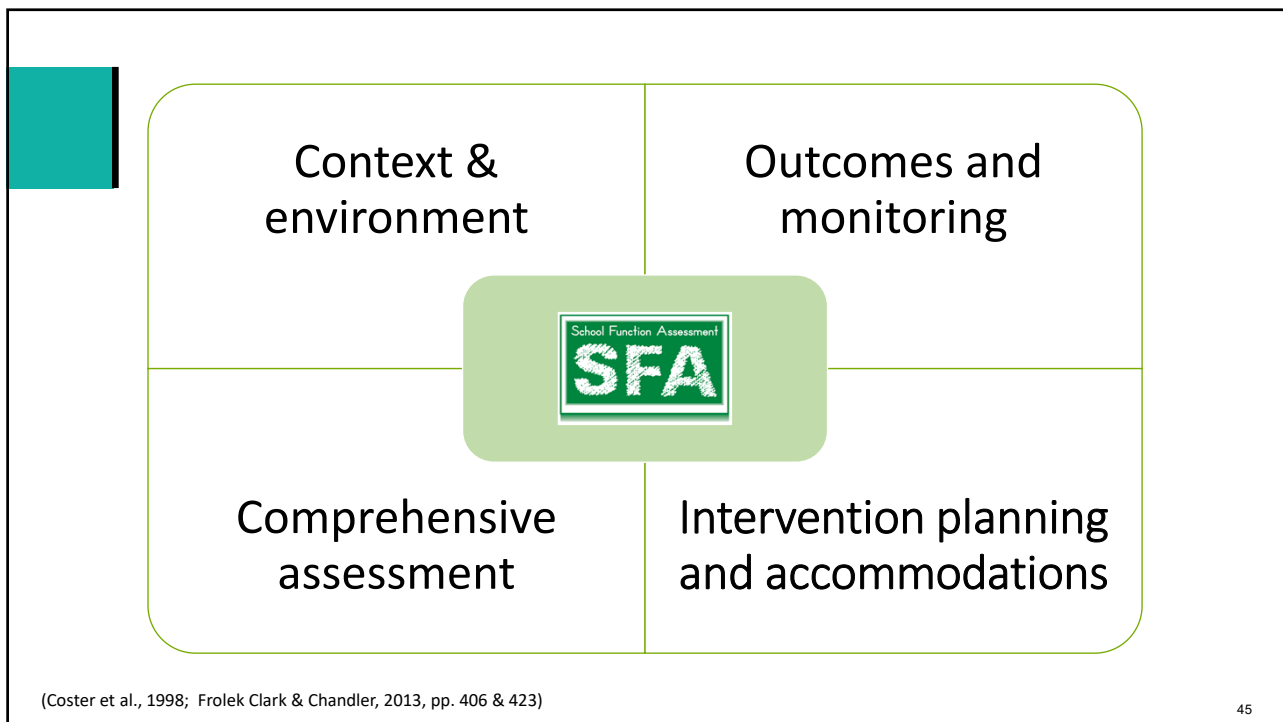 Context &
environment
Outcomes and
monitoring
School Function Assessment
SFA
Comprehensive
assessment
Intervention planning
and accommodations
(Coster et al., 1998;  Frolek Clark & Chandler, 2013, pp. 406 & 423)
45